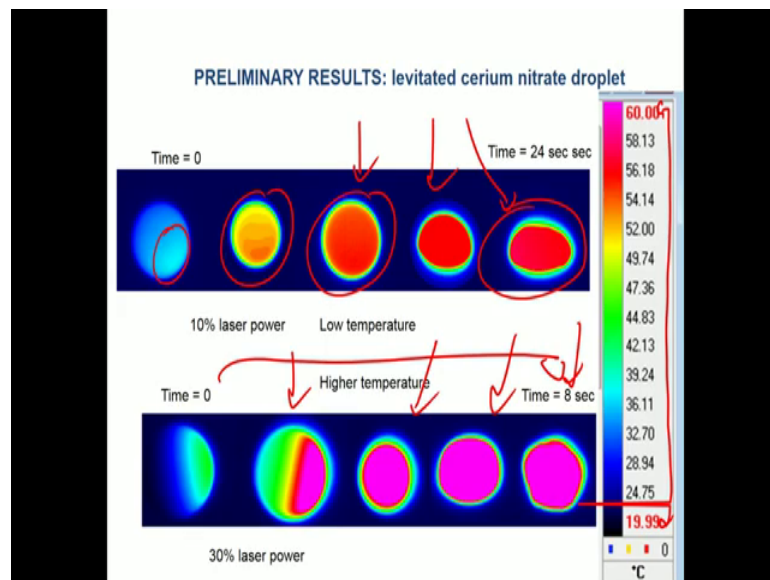 PRELIMINARY RESULTS: levitated cerium nitrate droplet
Time = 0
Time = 24 sec sec
10% laser power
Low temperature
Higher temperature
Time = 0
Time = 8 sec
30% laser power
60.00
58.13
56.18
54.14
52.00
49.74
47.36
44.83
42.13
39.24
36.11
32.70
28.94
24.75
19.99
0
°C